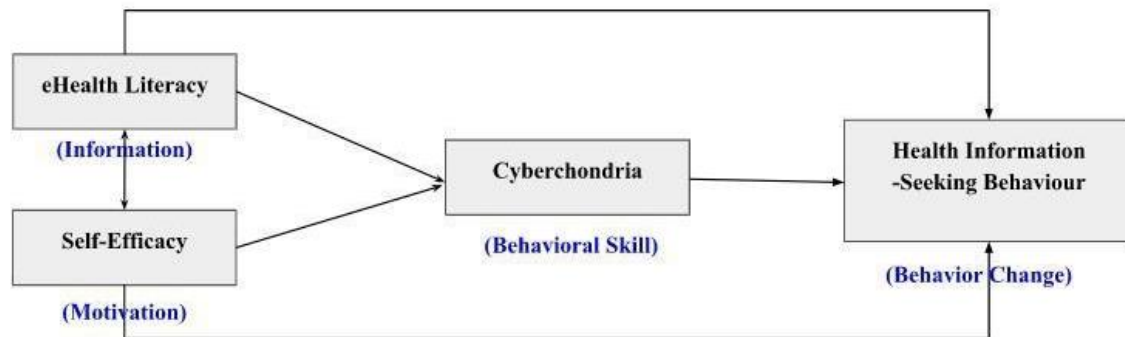 eHealth Literacy
(Information)
Self-Efficacy
(Motivation)
Cyberchondria
(Behavioral Skill)
Health Information
-Seeking Behaviour
(Behavior Change)